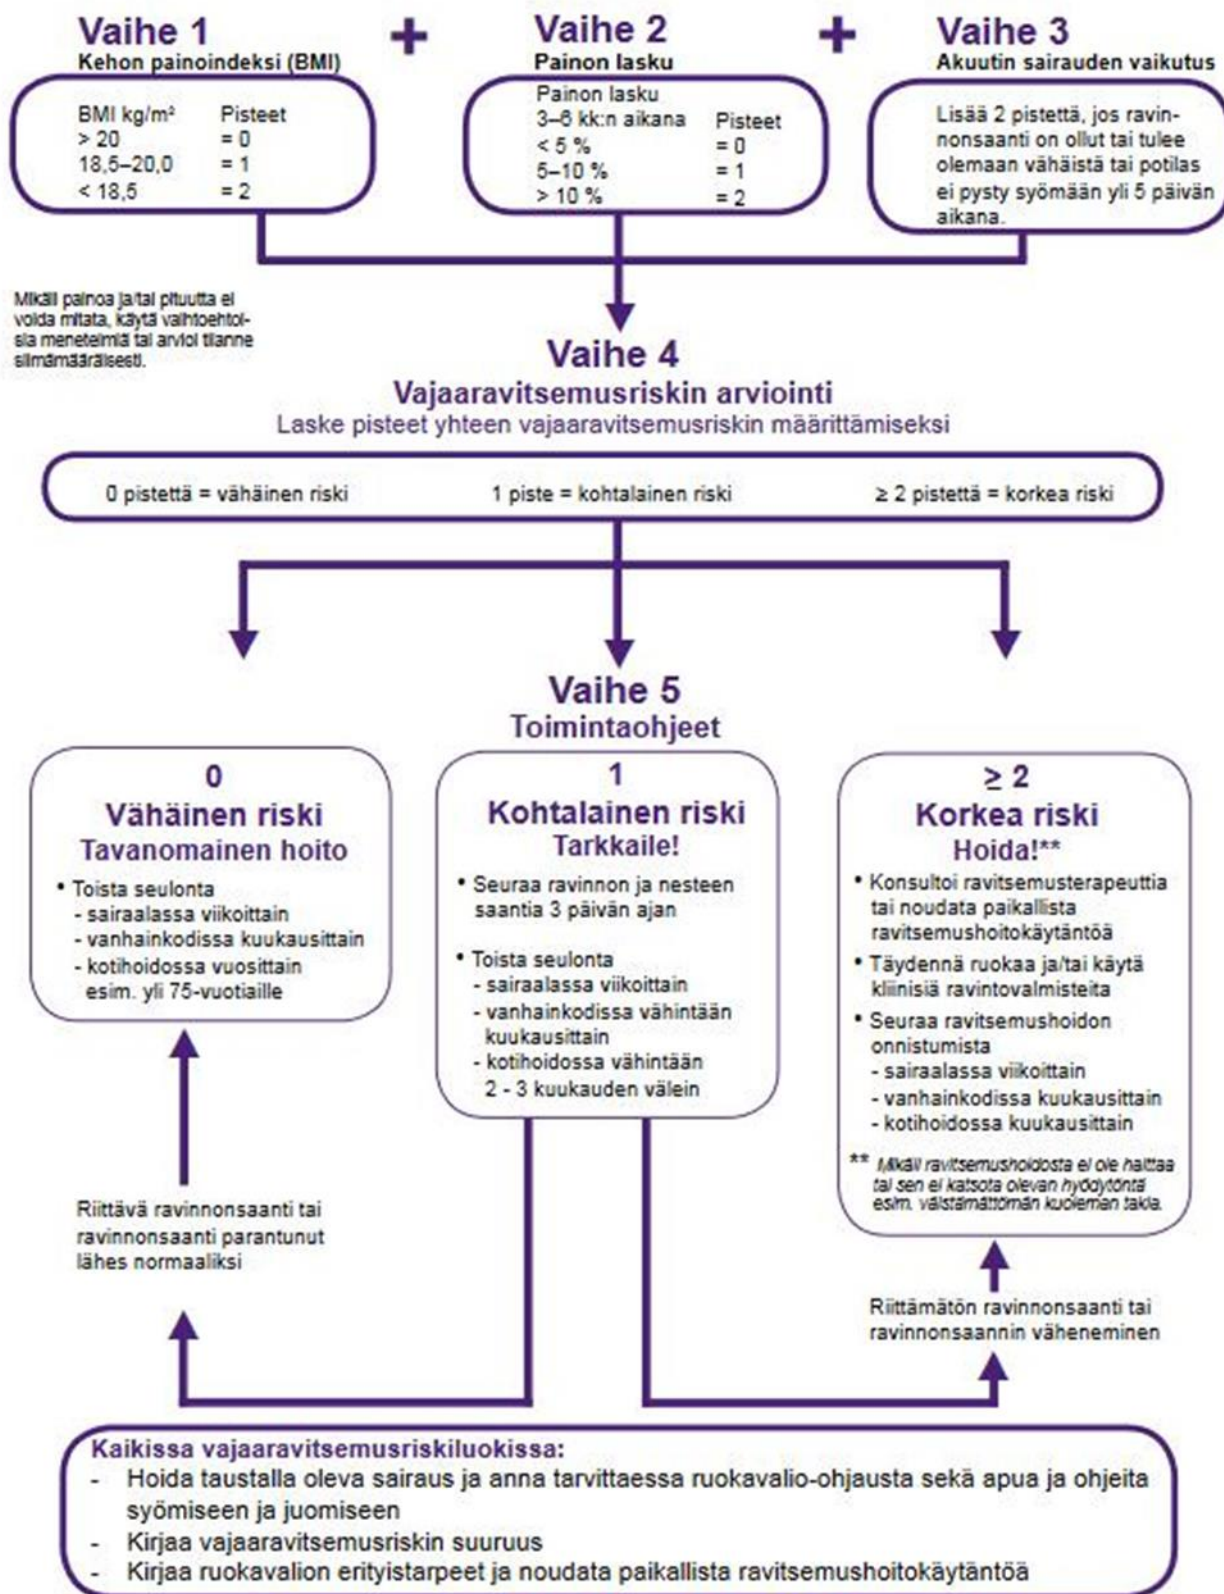 Vaihe 1
Kehon painoindeksi (BMI)
BMI kg/m² Pisteet
> 20 = 0
18,5–20,0 = 1
< 18,5 = 2
+
Vaihe 2
Painon lasku
Painon lasku
3–6 kk:n aikana Pisteet
< 5 % = 0
5–10 % = 1
> 10 % = 2
+
Vaihe 3
Akuutin sairauden vaikutus
Lisää 2 pistettä, jos ravin-
nonsaanti on ollut tai tulee
olemaan vähäistä tai potilas
ei pysty syömään yli 5 päivän
aikana.
Mikäli painoa ja/tai pituutta ei
voida mitata, käytä vaihtoehtoi-
sia menetelmiä tai arvioi tilanne
silmämääräisesti.
Vaihe 4
Vajaaravitsemusriskin arviointi
Laske pisteet yhteen vajaaravitsemusriskin määrittämiseksi
0 pistettä = vähäinen riski 1 piste = kohtalainen riski ≥ 2 pistettä = korkea riski
Vaihe 5
Toimintaohjeet
0
Vähäinen riski
Tavanomainen hoito
• Toista seulonta
- sairaalassa viikoittain
- vanhainkodissa kuukausittain
- kotihoidossa vuosittain
esim. yli 75-vuotiaille
1
Kohtalainen riski
Tarkkaile!
• Seuraa ravinnon ja nesteen
saantia 3 päivän ajan
• Toista seulonta
- sairaalassa viikoittain
- vanhainkodissa vähintään
kuukausittain
- kotihoidossa vähintään
2 - 3 kuukauden välein
≥ 2
Korkea riski
Hoida!**
• Konsultoi ravitsemusterapeuttia
tai noudata paikallista
ravitsemushoitokäytäntöä
• Täydennä ruokaa ja/tai käytä
kliinisiä ravintovalmisteita
• Seuraa ravitsemushoidon
onnistumista
- sairaalassa viikoittain
- vanhainkodissa kuukausittain
- kotihoidossa kuukausittain
** Mikäli ravitsemushoidosta ei ole haittaa
tai sen ei katsota olevan hyödytöntä
esim. väistämättömän kuoleman takia.
Riittävä ravinnonsaanti tai
ravinnonsaanti parantunut
lähes normaaliksi
Riittämätön ravinnonsaanti tai
ravinnonsaannin väheneminen
Kaikissa vajaaravitsemusriskiluokissa:
- Hoida taustalla oleva sairaus ja anna tarvittaessa ruokavalio-ohjausta sekä apua ja ohjeita
syömiseen ja juomiseen
- Kirjaa vajaaravitsemusriskin suuruus
- Kirjaa ruokavalion erityistarpeet ja noudata paikallista ravitsemushoitokäytäntöä